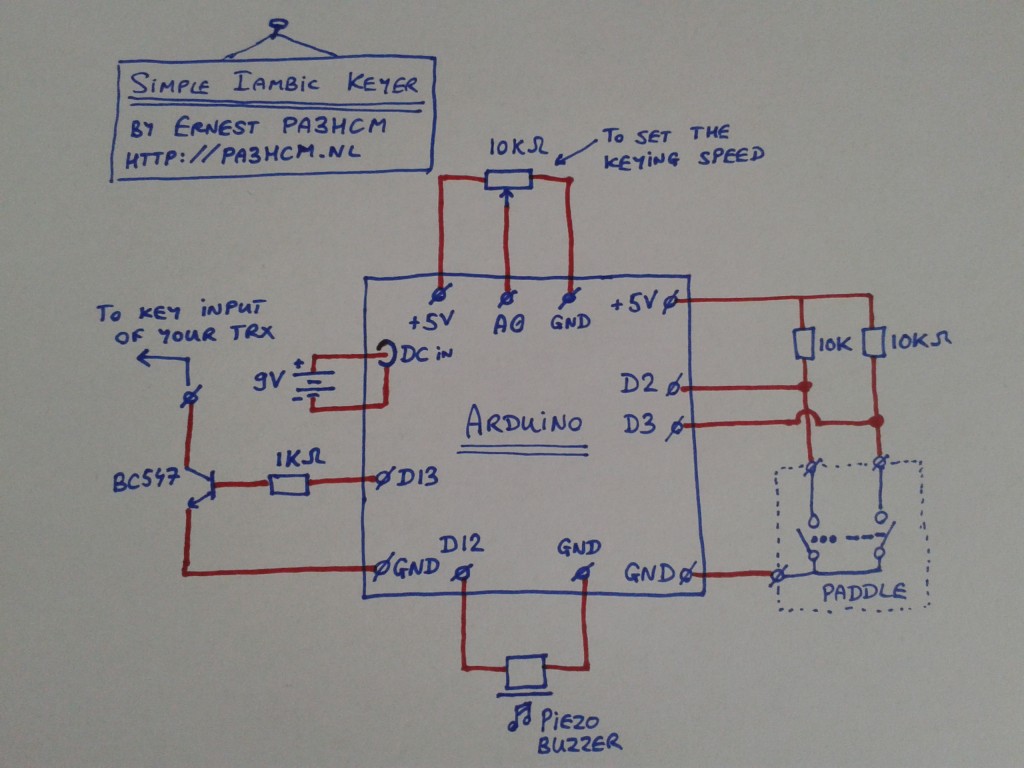 SIMPLE IAMBIC KEYER
BY ERNEST PA3HCM
HTTP://PA3HCM.NL
10KΩ
TO SET THE
KEYING SPEED
TO KEY INPUT
OF YOUR TRX
+5V
A0
GND
+5V
DC in
9V
+
-
10K
10KΩ
D2
D3
ARDUINO
BC547
1KΩ
D13
GND
D12
GND
GND
PADDLE
PIEZO
BUZZER